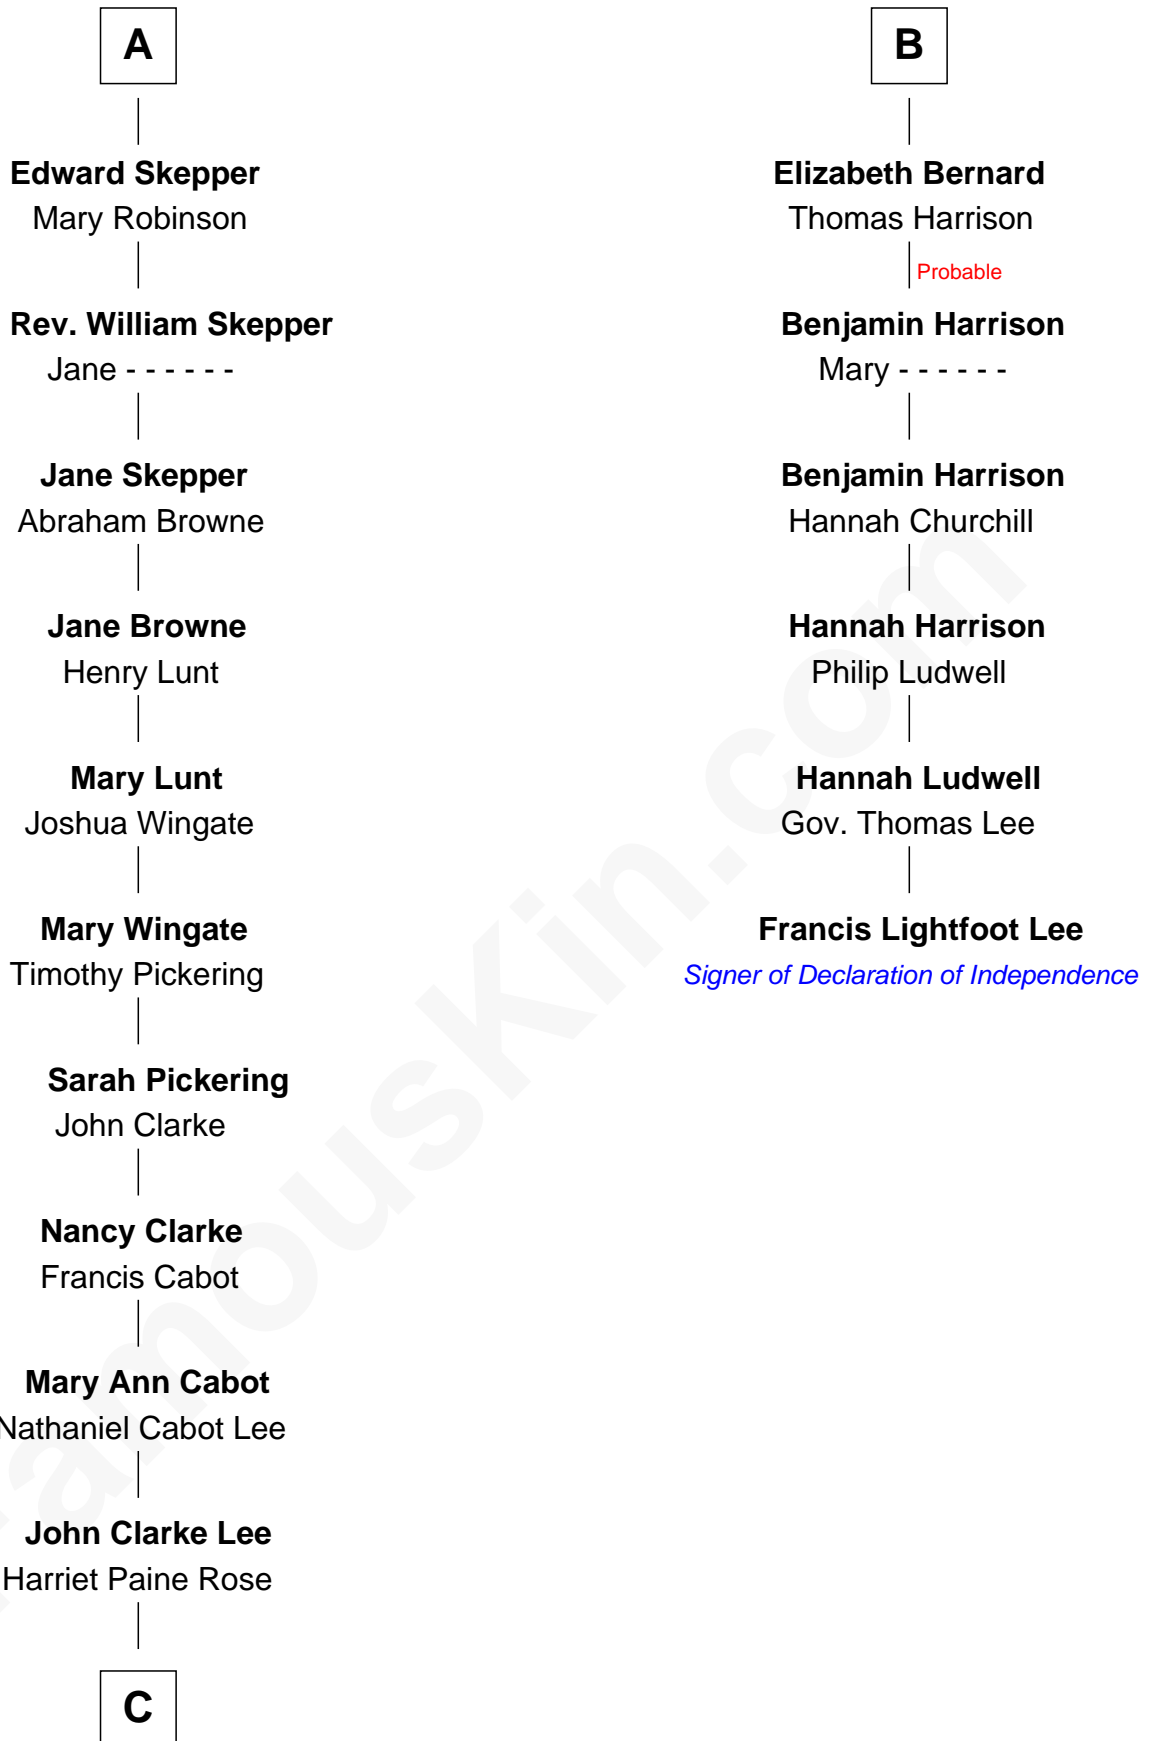 A
Edward Skepper
Mary Robinson
Rev. William Skepper
Jane - - - - - -
Jane Skepper
Abraham Browne
Jane Browne
Henry Lunt
Mary Lunt
Joshua Wingate
Mary Wingate
Timothy Pickering
Sarah Pickering
John Clarke
Nancy Clarke
Francis Cabot
Mary Ann Cabot
Nathaniel Cabot Lee
John Clarke Lee
Harriet Paine Rose
C
B
Elizabeth Bernard
Thomas Harrison
Probable
Benjamin Harrison
Mary - - - - - -
Benjamin Harrison
Hannah Churchill
Hannah Harrison
Philip Ludwell
Hannah Ludwell
Gov. Thomas Lee
Francis Lightfoot Lee
Signer of Declaration of Independence
FamousKin.com